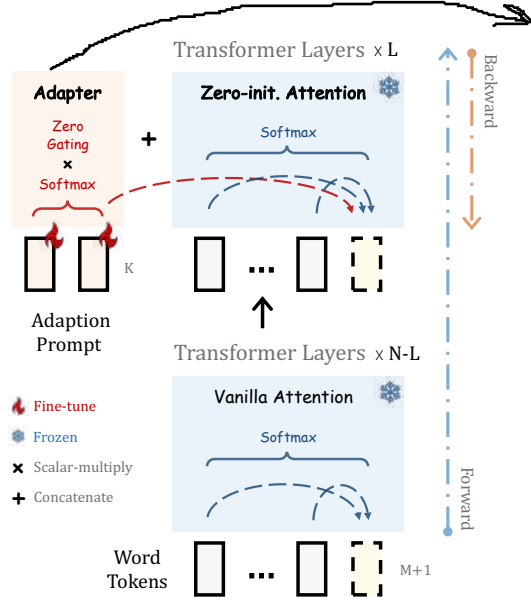 Transformer Layers x L
Backward
Adapter
Zero-init. Attention
Zero
Gating
×
Softmax
+
Softmax
...
K
Adaption
Prompt
Transformer Layers x N-L
Vanilla Attention
Softmax
Fine-tune
Frozen
× Scalar-multiply
+ Concatenate
Forward
...
Word
Tokens
M+1